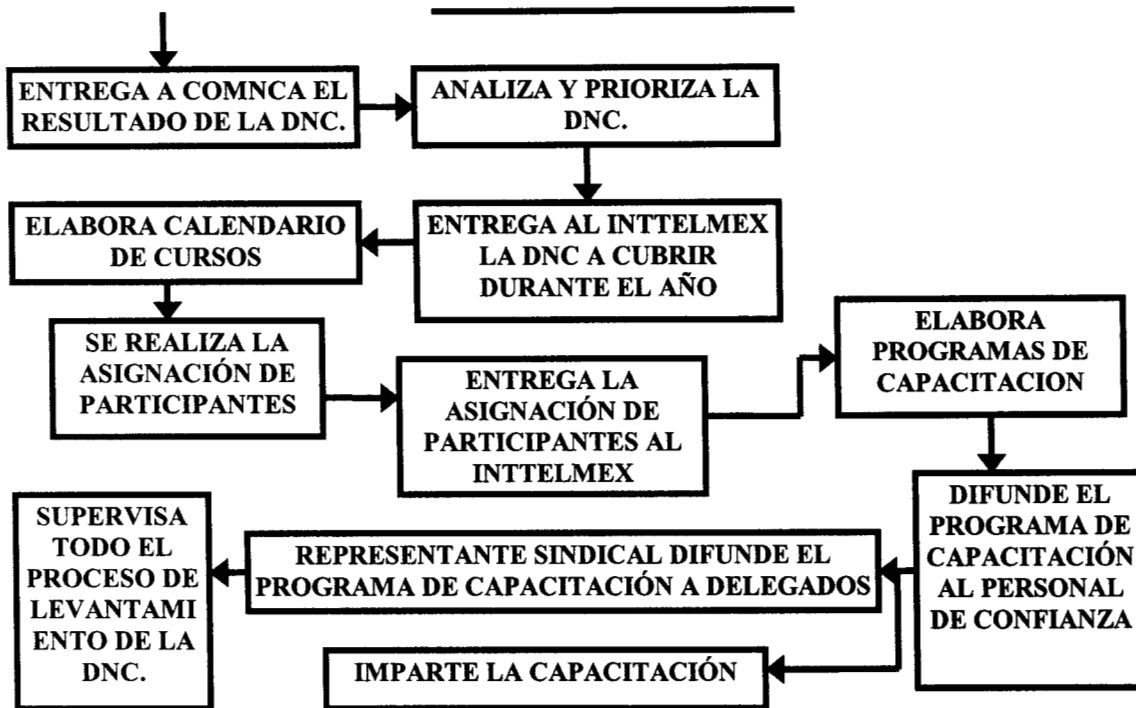 ENTREGA A COMNCA EL
RESULTADO DE LA DNC.
ANALIZA Y PRIORIZA LA
DNC.
ENTREGA AL INTTELMEX
LA DNC A CUBRIR
DURANTE EL AÑO
ELABORA CALENDARIO
DE CURSOS
SE REALIZA LA
ASIGNACIÓN DE
PARTICIPANTES
ENTREGA LA
ASIGNACIÓN DE
PARTICIPANTES AL
INTTELMEX
ELABORA
PROGRAMAS DE
CAPACITACION
DIFUNDE EL
PROGRAMA DE
CAPACITACIÓN
AL PERSONAL
DE CONFIANZA
REPRESENTANTE SINDICAL DIFUNDE EL
PROGRAMA DE CAPACITACIÓN A DELEGADOS
SUPERVISA
TODO EL
PROCESO DE
LEVANTAMI
ENTO DE LA
DNC.
IMPARTE LA CAPACITACIÓN